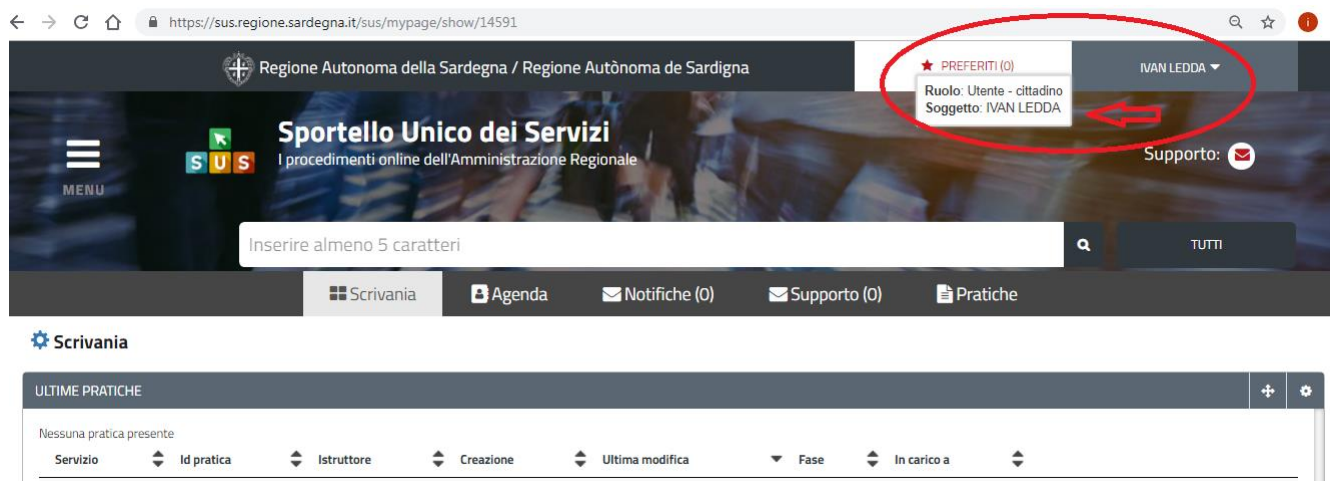 https://sus.regione.sardegna.it/sus/mypage/show/14591
i
Regione Autonoma della Sardegna / Regione Autònoma de Sardigna
PREFERITI (0)
IVAN LEDDA
Ruolo: Utente - cittadino
Soggetto: IVAN LEDDA
MENU
SUS
Sportello Unico dei Servizi
I procedimenti online dell'Amministrazione Regionale
Supporto:
Inserire almeno 5 caratteri
TUTTI
Scrivania Agenda Notifiche (0) Supporto (0) Pratiche
Scrivania
ULTIME PRATICHE
Nessuna pratica presente
Servizio Id pratica Istruttore Creazione Ultima modifica Fase In carico a